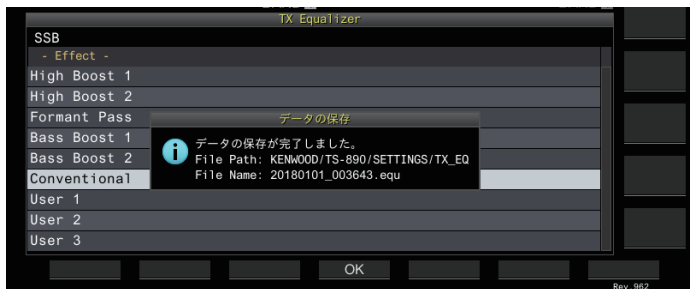 TX Equalizer
SSB
- Effect -
High Boost 1
High Boost 2
Formant Pass
Bass Boost 1
Bass Boost 2
Conventional
User 1
User 2
User 3
データの保存
データの保存が完了しました。
File Path: KENWOOD/TS-890/SETTINGS/TX_EQ
File Name: 20180101_003643.equ
OK
Rev.962